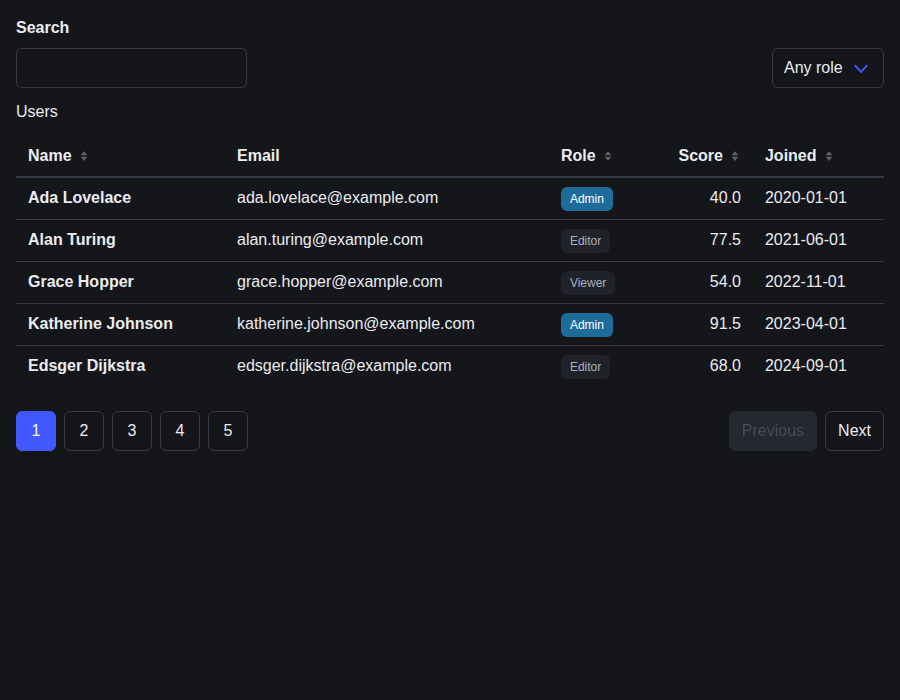 Search
Any role
Users
Name Email Role Score Joined
Ada Lovelace ada.lovelace@example.com Admin 40.0 2020-01-01
Alan Turing alan.turing@example.com Editor 77.5 2021-06-01
Grace Hopper grace.hopper@example.com Viewer 54.0 2022-11-01
Katherine Johnson katherine.johnson@example.com Admin 91.5 2023-04-01
Edsger Dijkstra edsger.dijkstra@example.com Editor 68.0 2024-09-01
1 2 3 4 5 Previous Next